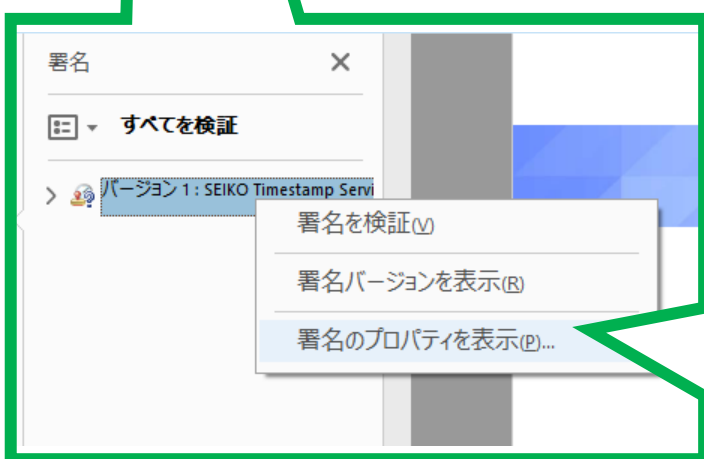 署名
すべてを検証
バージョン 1 : SEIKO Timestamp Servi
署名を検証(V)
署名バージョンを表示(R)
署名のプロパティを表示(P)...